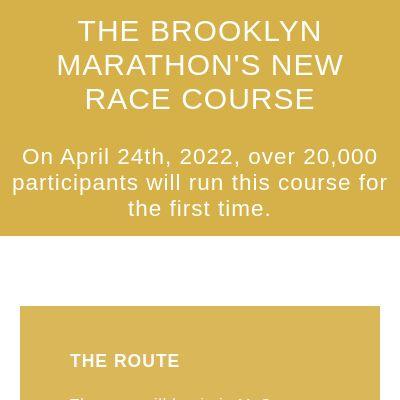 THE BROOKLYN
MARATHON'S NEW
RACE COURSE
On April 24th, 2022, over 20,000
participants will run this course for
the first time.
THE ROUTE